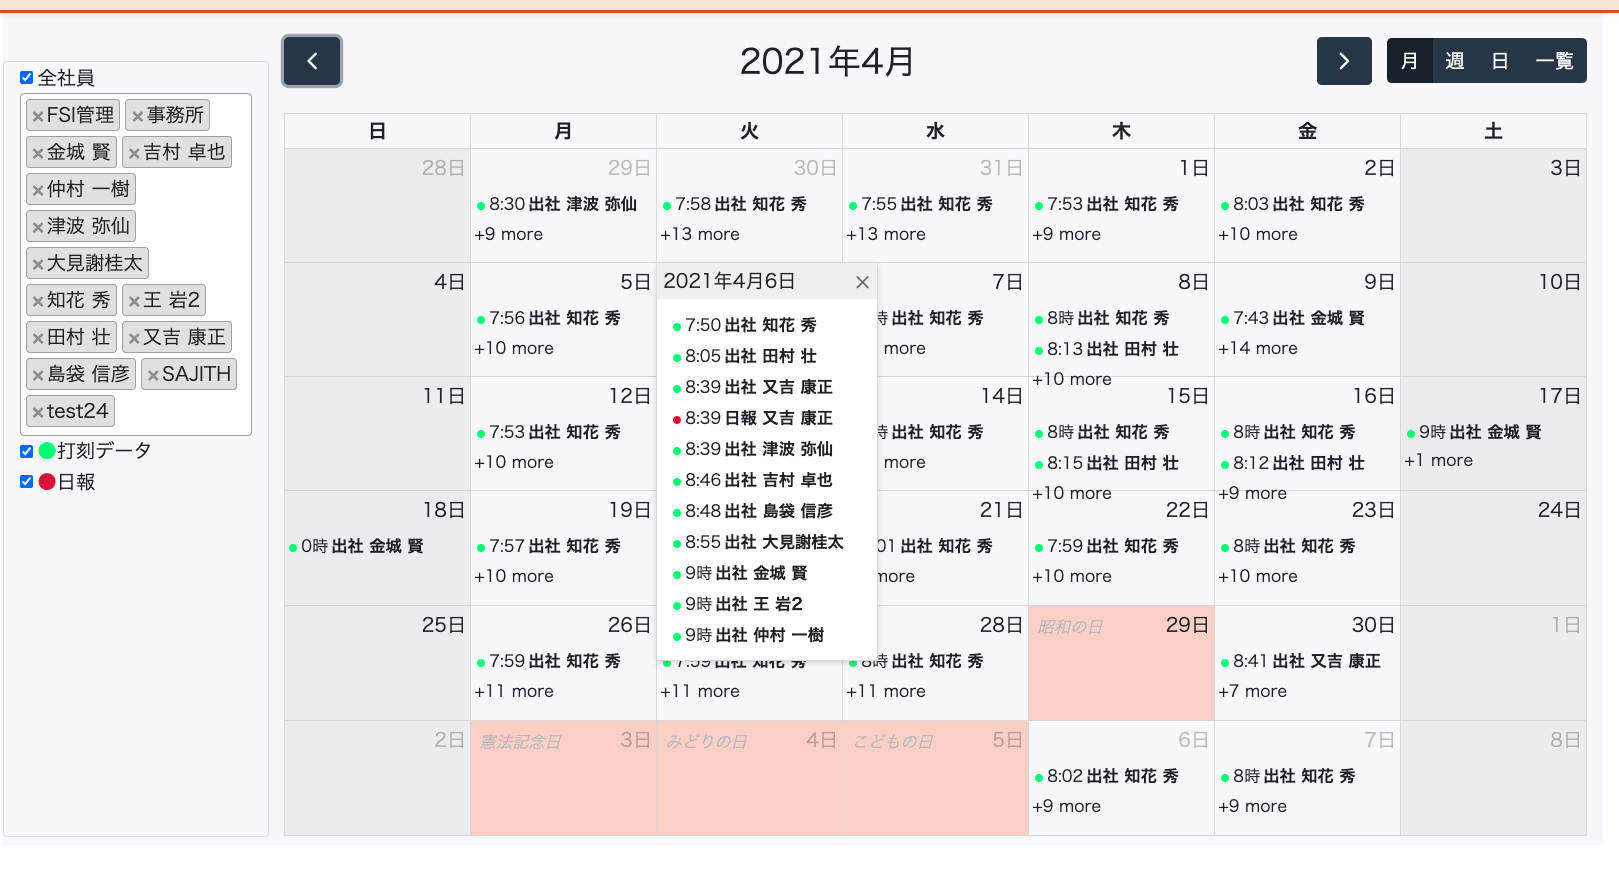 2021年4月
月 週 日 一覧
全社員
×FSI管理 ×事務所
×金城 賢 ×吉村 卓也
×仲村 一樹
×津波 弥仙
×大見謝桂太
×知花 秀 ×王 岩2
×田村 壮 ×又吉 康正
×島袋 信彦 ×SAJITH
×test24
打刻データ
日報
日 月 火 水 木 金 土
28日 29日 30日 31日 1日 2日 3日
8:30 出社 津波 弥仙 7:58 出社 知花 秀 7:55 出社 知花 秀 7:53 出社 知花 秀 8:03 出社 知花 秀
+9 more +13 more +13 more +9 more +10 more
4日 5日 7日 8日 9日 10日
7:56 出社 知花 秀 時 出社 知花 秀 8時 出社 知花 秀 7:43 出社 金城 賢
+10 more more 8:13 出社 田村 壮 +14 more
+10 more
11日 12日 14日 15日 16日 17日
7:53 出社 知花 秀 時 出社 知花 秀 8時 出社 知花 秀 8時 出社 知花 秀 9時 出社 金城 賢
+10 more more 8:15 出社 田村 壮 8:12 出社 田村 壮 +1 more
+10 more +9 more
18日 19日 21日 22日 23日 24日
0時 出社 金城 賢 7:57 出社 知花 秀 01 出社 知花 秀 7:59 出社 知花 秀 8時 出社 知花 秀
+10 more more +10 more +10 more
25日 26日 28日 昭和の日 29日 30日 1日
7:59 出社 知花 秀 7:59 出社 知花 秀 8時 出社 知花 秀 8:41 出社 又吉 康正
+11 more +11 more +11 more +7 more
2日 憲法記念日 3日 みどりの日 4日 こどもの日 5日 6日 7日 8日
8:02 出社 知花 秀 8時 出社 知花 秀
+9 more +9 more
2021年4月6日 ×
7:50 出社 知花 秀
8:05 出社 田村 壮
8:39 出社 又吉 康正
8:39 日報 又吉 康正
8:39 出社 津波 弥仙
8:46 出社 吉村 卓也
8:48 出社 島袋 信彦
8:55 出社 大見謝桂太
9時 出社 金城 賢
9時 出社 王 岩2
9時 出社 仲村 一樹